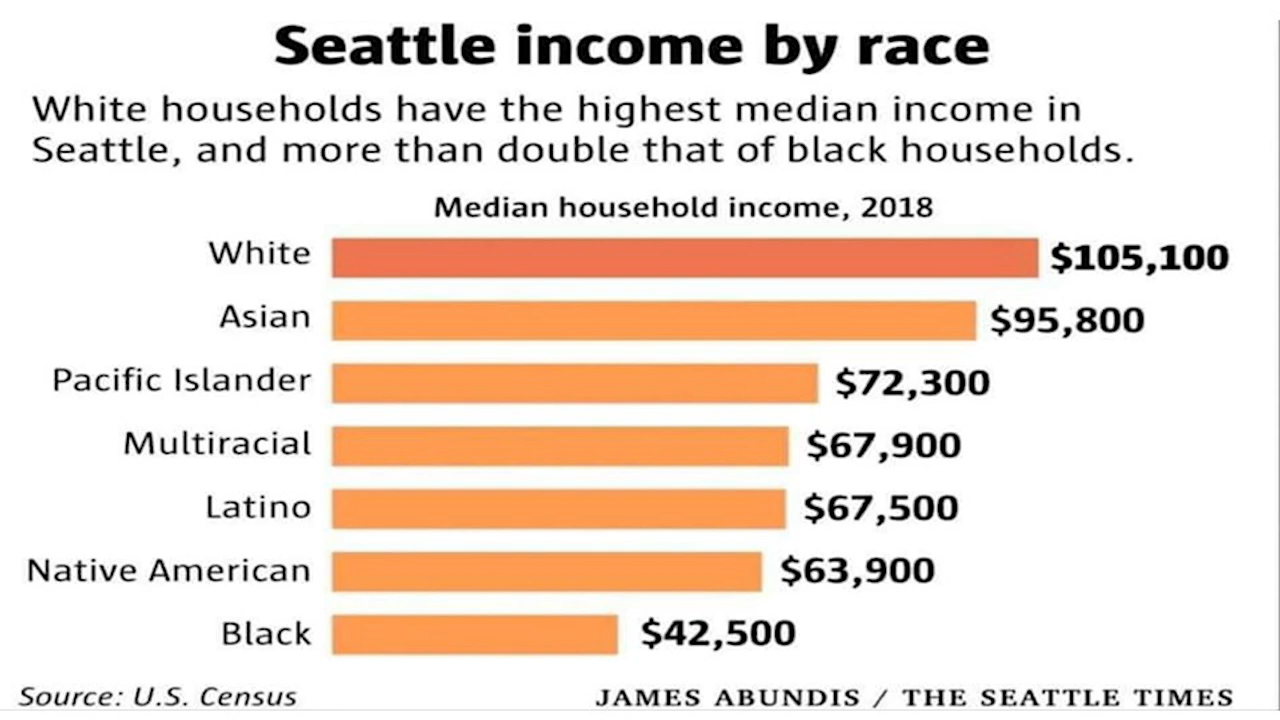 Seattle income by race
White households have the highest median income in
Seattle, and more than double that of black households.
Median household income, 2018
White $105,100
Asian $95,800
Pacific Islander $72,300
Multiracial $67,900
Latino $67,500
Native American $63,900
Black $42,500
Source: U.S. Census JAMES ABUNDIS / THE SEATTLE TIMES